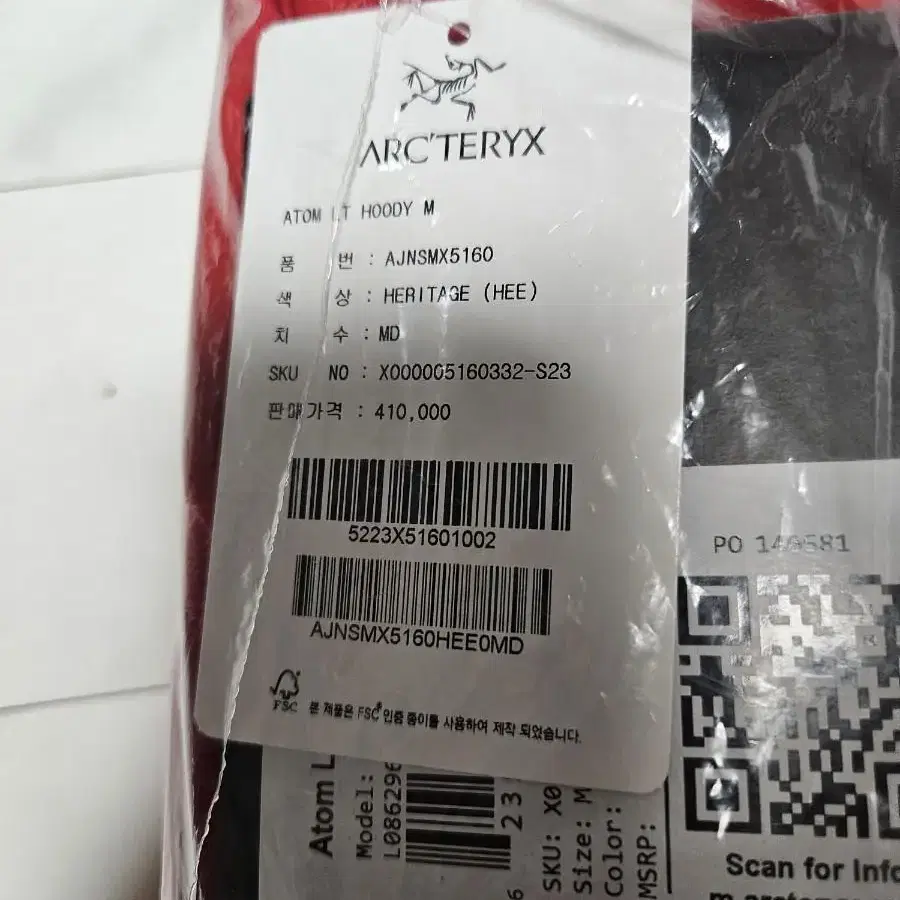 ARC'TERYX
ATOM LT HOODY M
품 번 : AJNSMX5160
색 상 : HERITAGE (HEE)
치 수 : MD
SKU NO : X000005160332-S23
판매가격 : 410,000
5223X51601002
AJNSMX5160HEE0MD
FSC 본 제품은 FSC® 인증 종이를 사용하여 제작 되었습니다.
PO 149581
Scan for Info
Atom L
Model:
L086296
23
SKU: X0
Size: M
Color:
MSRP: